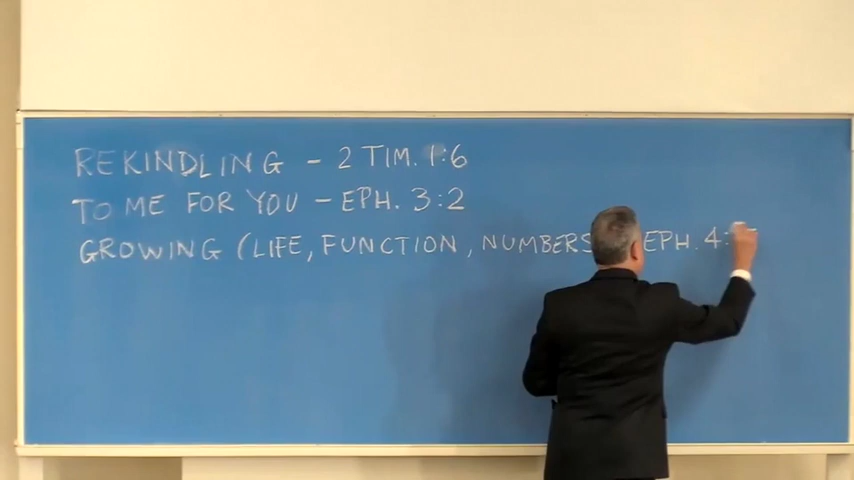 REKINDLING - 2 TIM. 1:6
TO ME FOR YOU - EPH. 3:2
GROWING (LIFE, FUNCTION, NUMBERS EPH. 4: